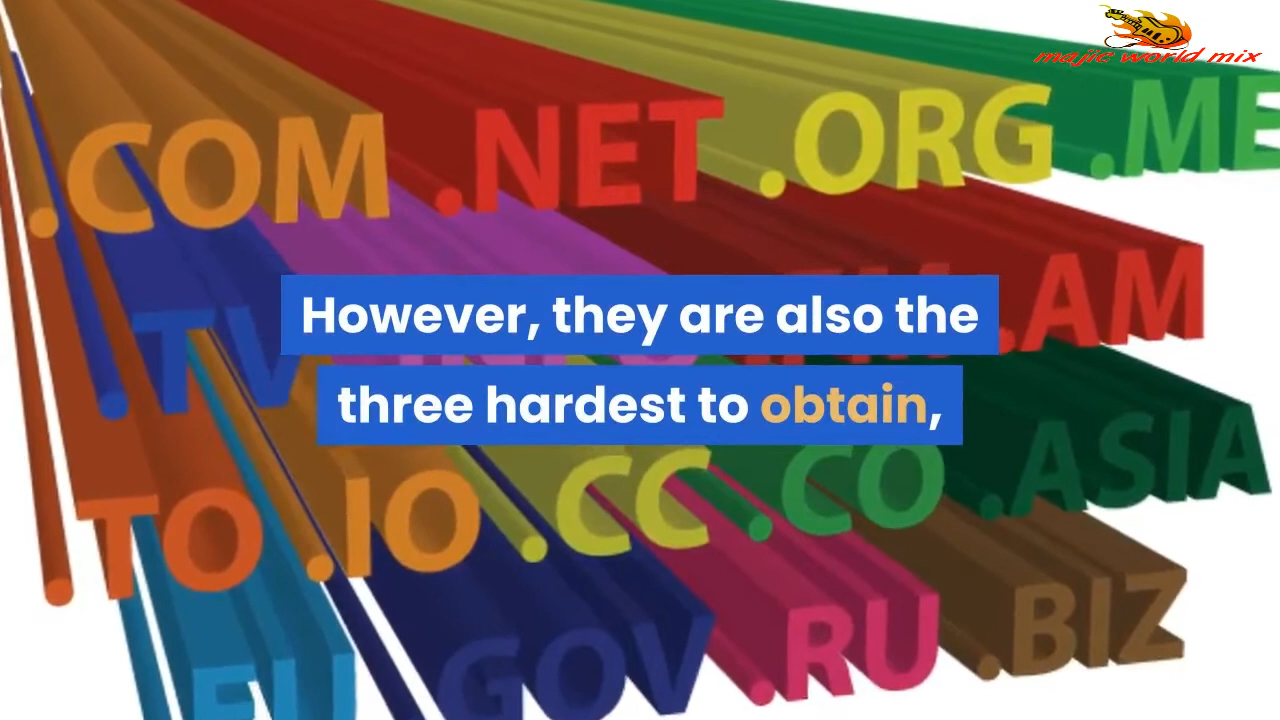 majic world mix
.COM .NET .ORG .ME
.TV .AM
However, they are also the
three hardest to obtain,
.TO .IO .CC .CO .ASIA
.EU .GOV .RU .BIZ